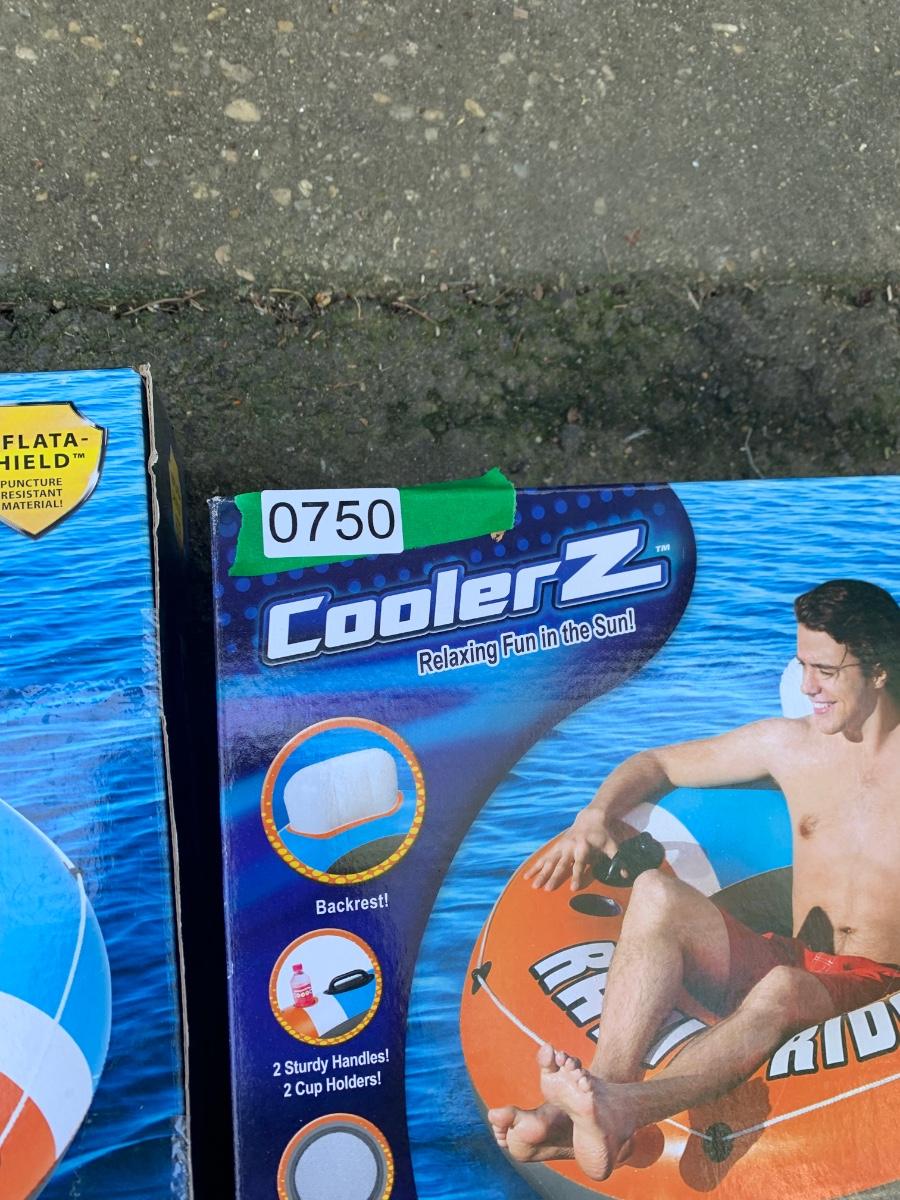 FLATA-
HIELD™
PUNCTURE
RESISTANT
MATERIAL!
0750
CoolerZ™
Relaxing Fun in the Sun!
Backrest!
2 Sturdy Handles!
2 Cup Holders!
RIDE